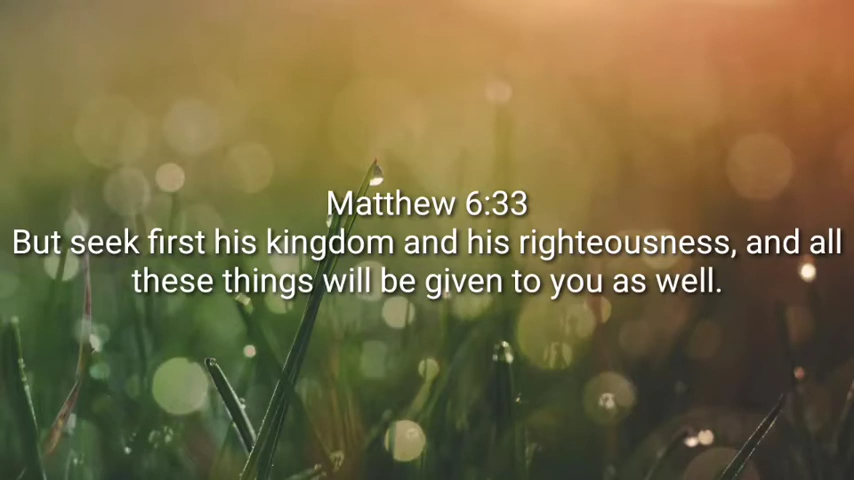 Matthew 6:33
But seek first his kingdom and his righteousness, and all
these things will be given to you as well.